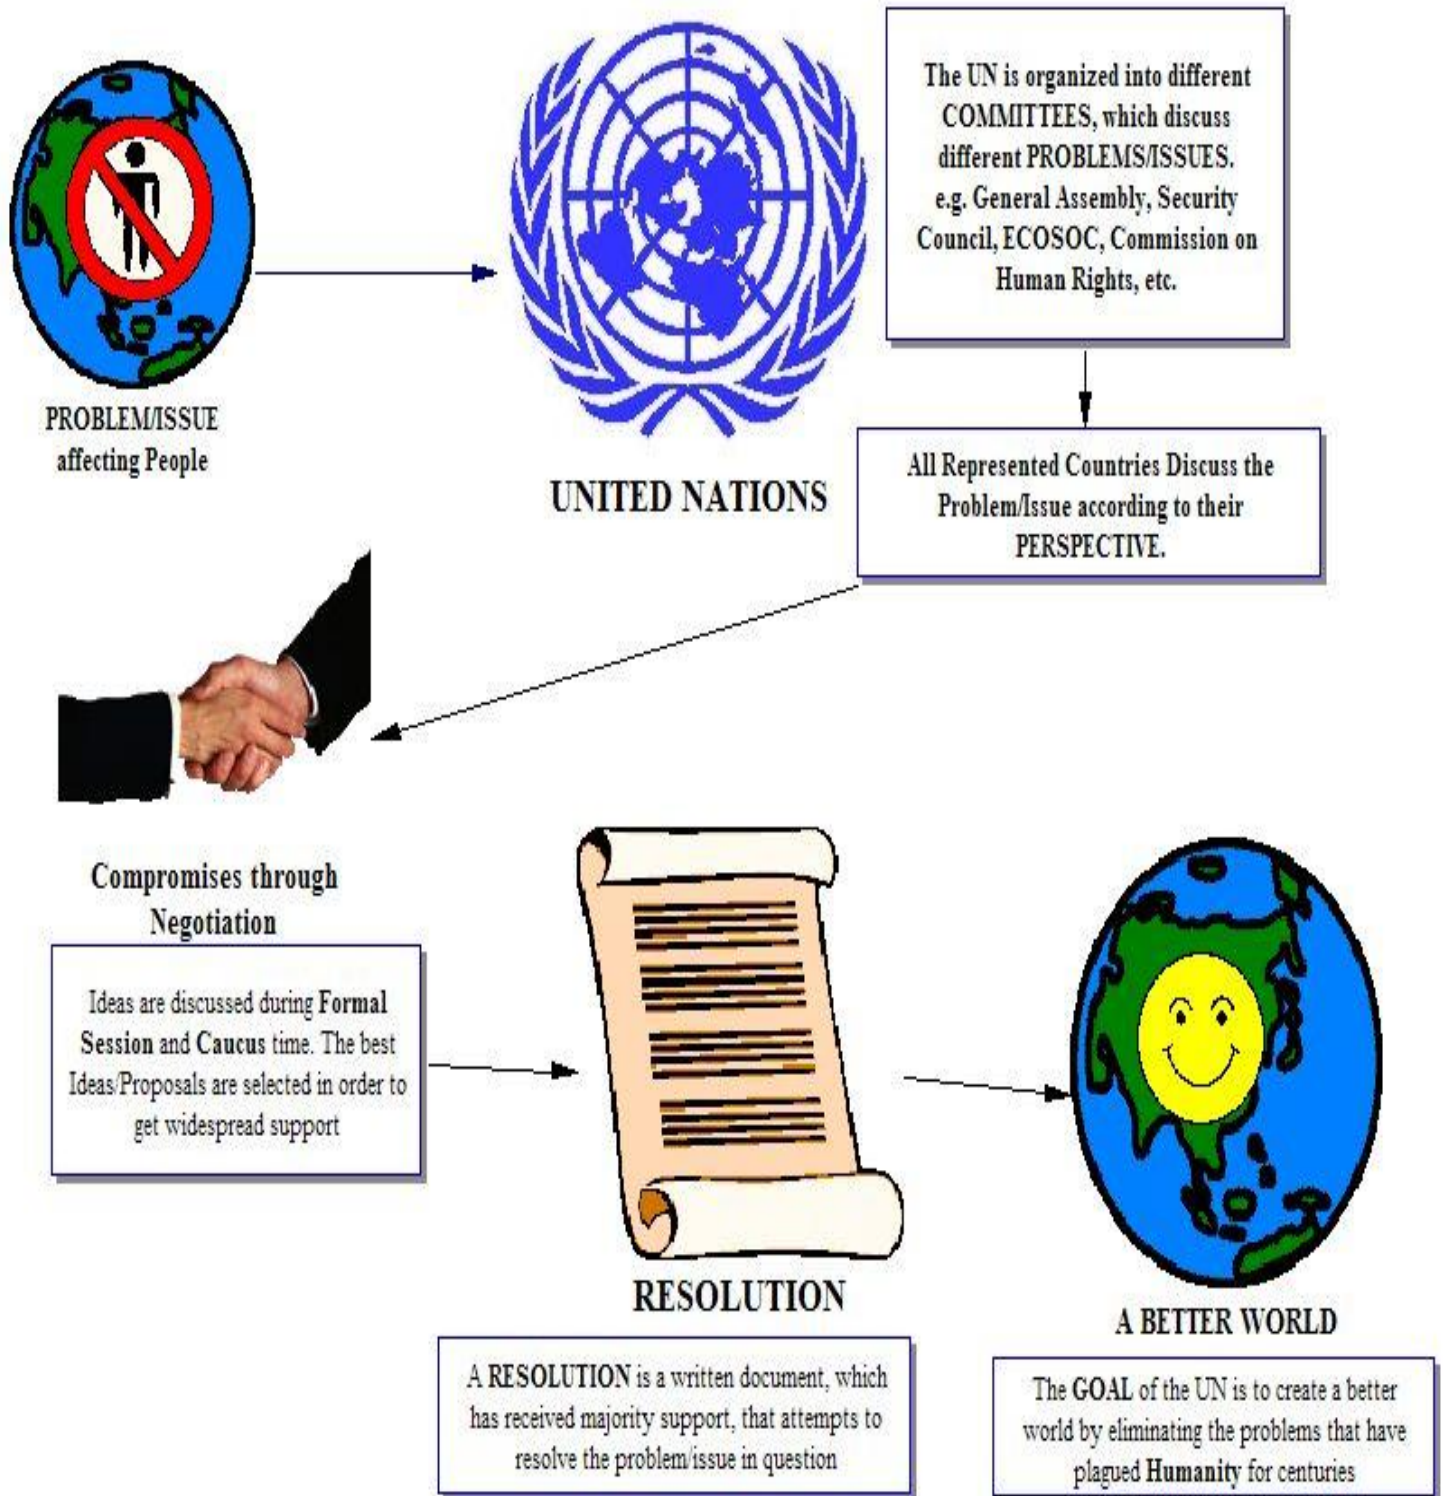 PROBLEM/ISSUE
affecting People
UNITED NATIONS
The UN is organized into different
COMMITTEES, which discuss
different PROBLEMS/ISSUES.
e.g. General Assembly, Security
Council, ECOSOC, Commission on
Human Rights, etc.
All Represented Countries Discuss the
Problem/Issue according to their
PERSPECTIVE.
Compromises through
Negotiation
Ideas are discussed during Formal
Session and Caucus time. The best
Ideas/Proposals are selected in order to
get widespread support
RESOLUTION
A RESOLUTION is a written document, which
has received majority support, that attempts to
resolve the problem/issue in question
A BETTER WORLD
The GOAL of the UN is to create a better
world by eliminating the problems that have
plagued Humanity for centuries